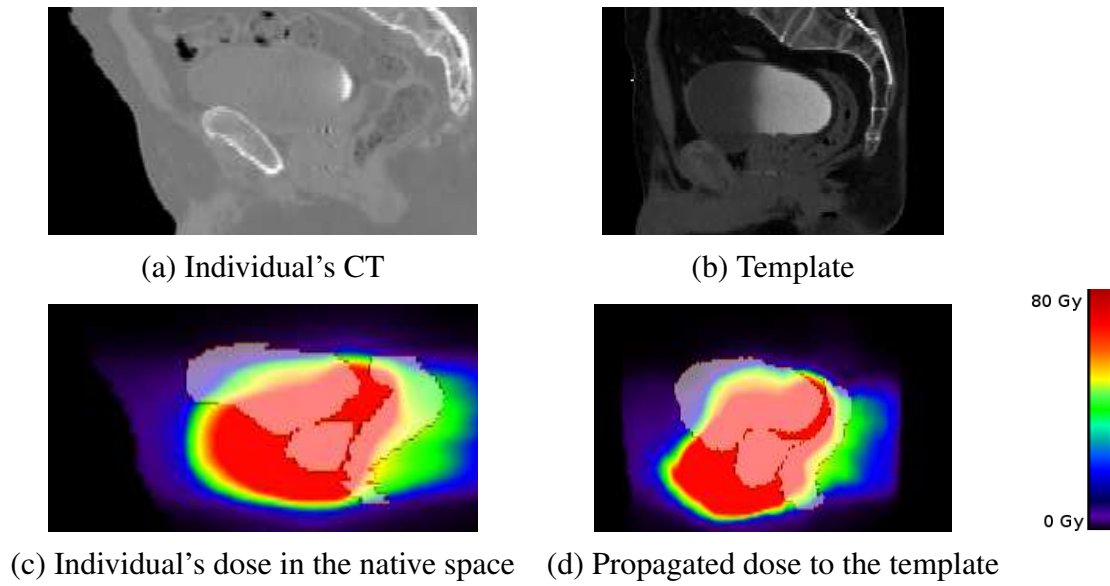 (a) Individual's CT
(b) Template
80 Gy
0 Gy
(c) Individual's dose in the native space
(d) Propagated dose to the template